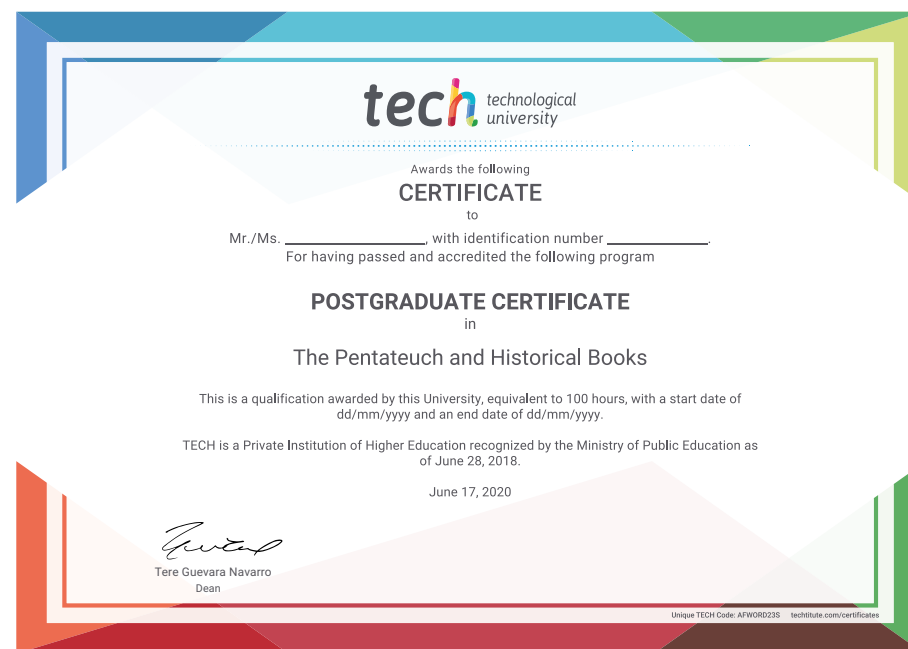 tech technological
university
Awards the following
CERTIFICATE
to
Mr./Ms. ____________________, with identification number ______________.
For having passed and accredited the following program
POSTGRADUATE CERTIFICATE
in
The Pentateuch and Historical Books
This is a qualification awarded by this University, equivalent to 100 hours, with a start date of
dd/mm/yyyy and an end date of dd/mm/yyyy.
TECH is a Private Institution of Higher Education recognized by the Ministry of Public Education as
of June 28, 2018.
June 17, 2020
Tere Guevara Navarro
Dean
Unique TECH Code: AFWORD23S techtitute.com/certificates